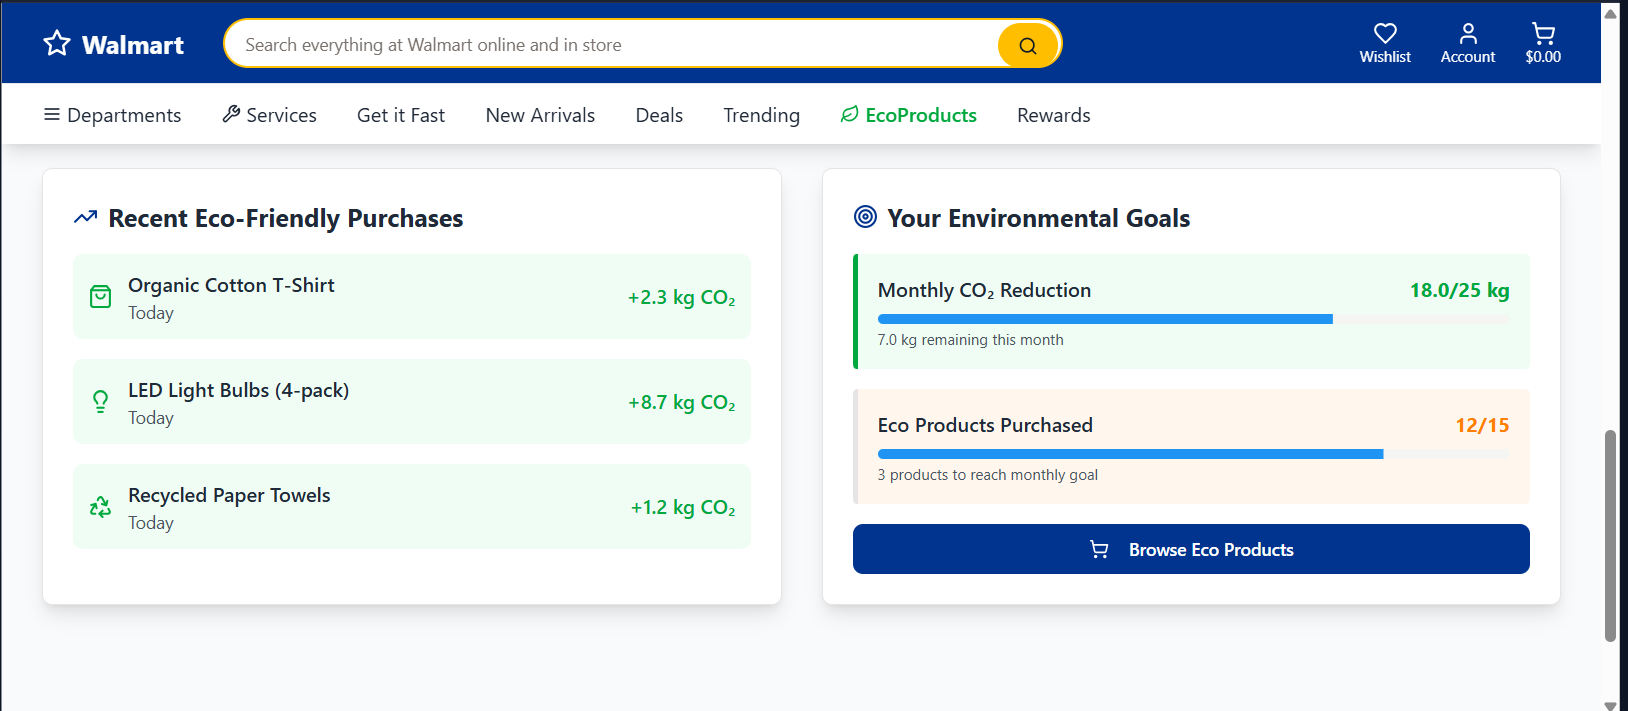 Walmart
Search everything at Walmart online and in store
Wishlist
Account
$0.00
Departments
Services
Get it Fast
New Arrivals
Deals
Trending
EcoProducts
Rewards
Recent Eco-Friendly Purchases
Organic Cotton T-Shirt
Today
+2.3 kg CO₂
LED Light Bulbs (4-pack)
Today
+8.7 kg CO₂
Recycled Paper Towels
Today
+1.2 kg CO₂
Your Environmental Goals
Monthly CO₂ Reduction
18.0/25 kg
7.0 kg remaining this month
Eco Products Purchased
12/15
3 products to reach monthly goal
Browse Eco Products